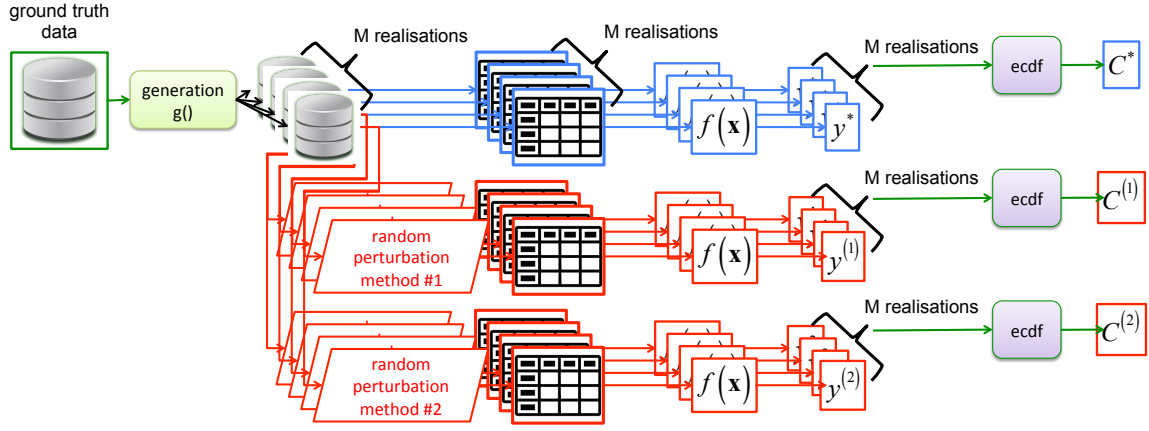 ground truth
data
M realisations
M realisations
M realisations
generation
g()
f(x)
y*
ecdf
C*
M realisations
random
perturbation
method #1
f(x)
y^(1)
ecdf
C^(1)
M realisations
random
perturbation
method #2
f(x)
y^(2)
ecdf
C^(2)